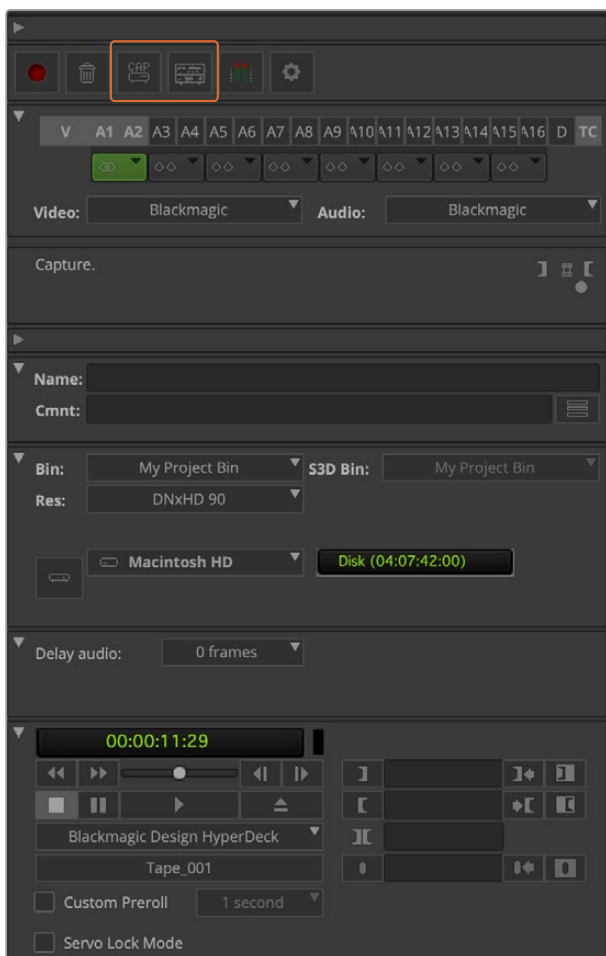 CAP
V A1 A2 A3 A4 A5 A6 A7 A8 A9 A10 A11 A12 A13 A14 A15 A16 D TC
Video: Blackmagic Audio: Blackmagic
Capture.
Name:
Cmnt:
Bin: My Project Bin S3D Bin: My Project Bin
Res: DNxHD 90
Macintosh HD Disk (04:07:42:00)
Delay audio: 0 frames
00:00:11:29
Blackmagic Design HyperDeck
Tape_001
Custom Preroll 1 second
Servo Lock Mode